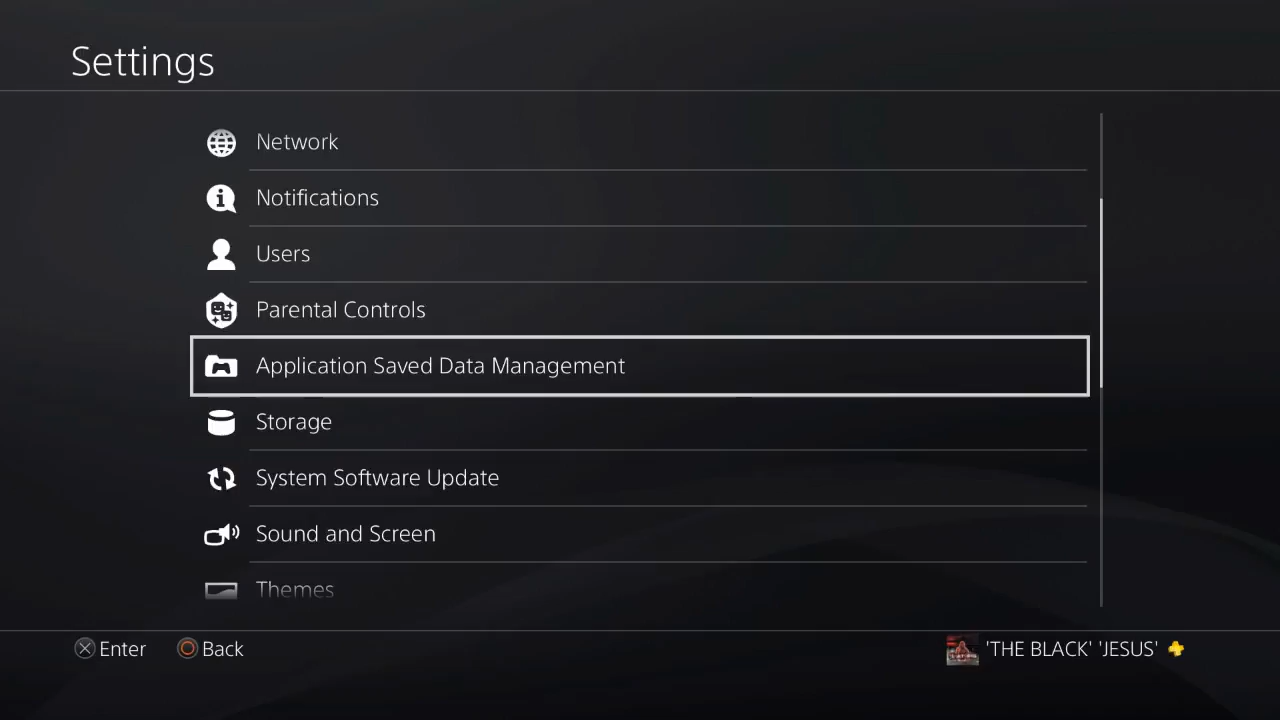 Settings
Network
Notifications
Users
Parental Controls
Application Saved Data Management
Storage
System Software Update
Sound and Screen
Themes
Enter Back 'THE BLACK' 'JESUS'